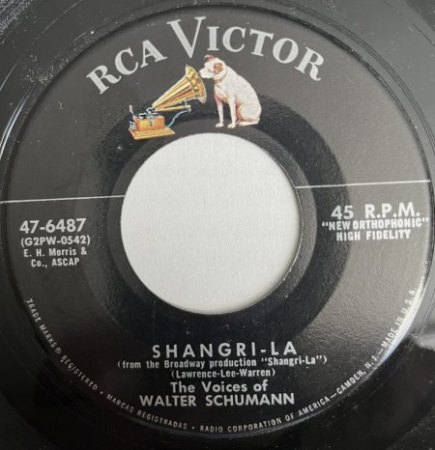 RCA VICTOR
47-6487
(G2PW-0542)
E. H. Morris &
Co., ASCAP
45 R.P.M.
"NEW ORTHOPHONIC"
HIGH FIDELITY
SHANGRI-LA
(from the Broadway production "Shangri-La")
(Lawrence-Lee-Warren)
The Voices of
WALTER SCHUMANN
TRADE MARKS ® REGISTERED • MARCAS REGISTRADAS • RADIO CORPORATION OF AMERICA—CAMDEN, N.J.—MADE IN U.S.A.